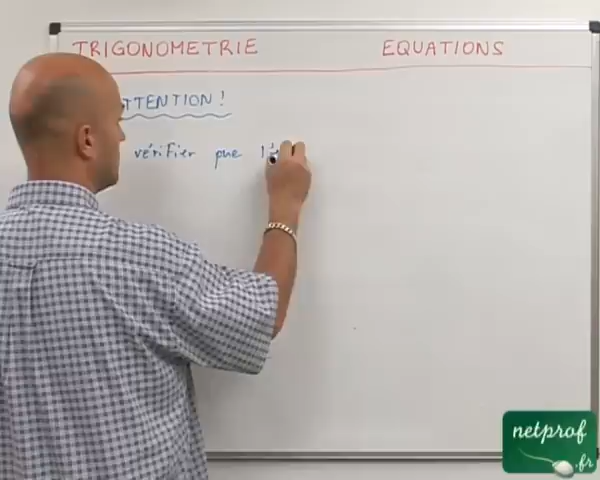 TRIGONOMETRIE EQUATIONS
TTENTION !
vérifier que
netprof
.fr